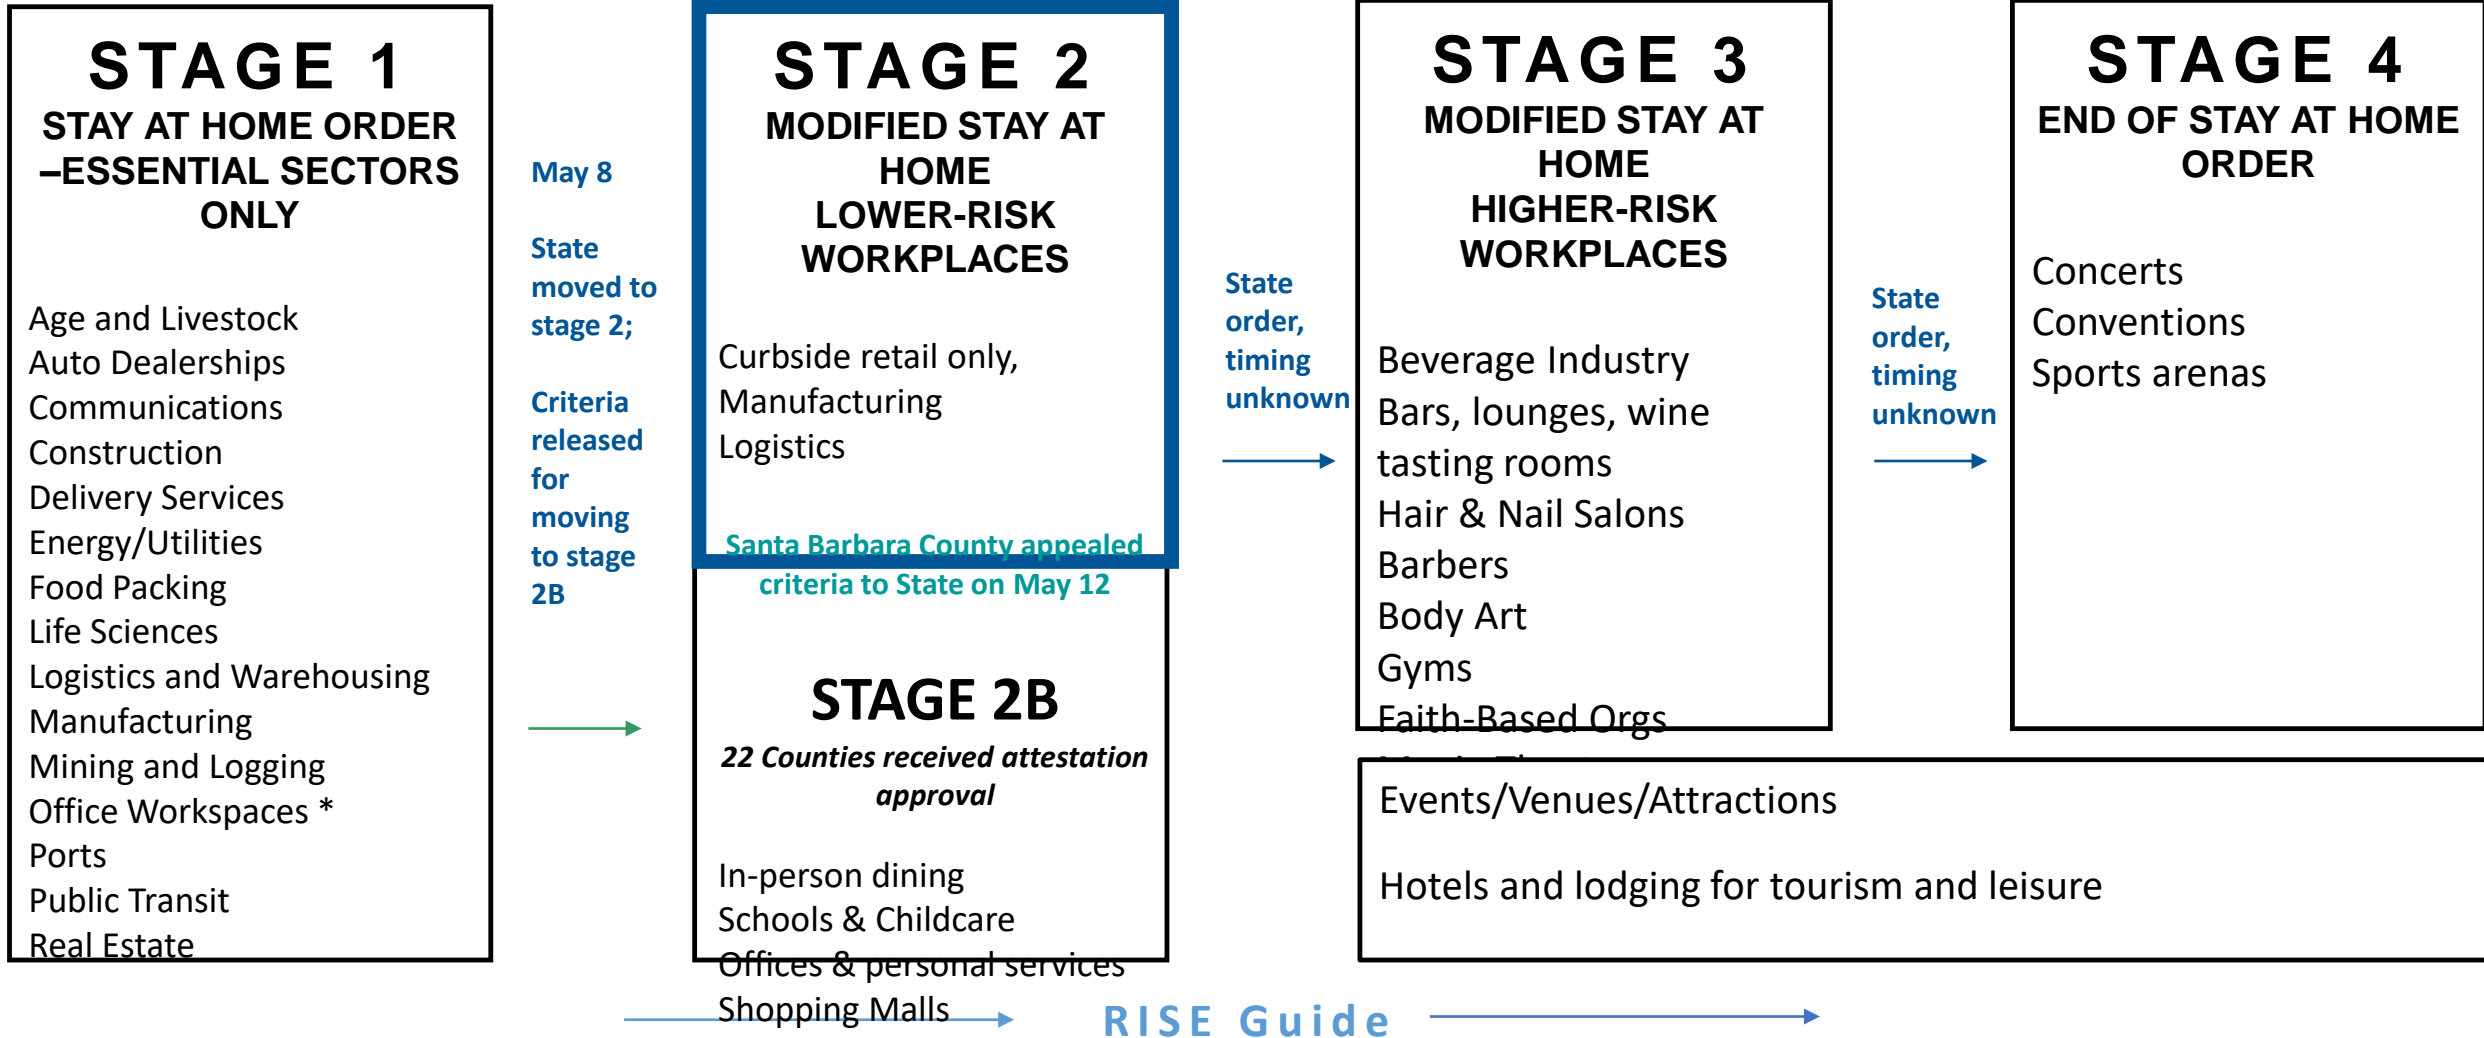 STAGE 1
STAY AT HOME ORDER
–ESSENTIAL SECTORS
ONLY
Age and Livestock
Auto Dealerships
Communications
Construction
Delivery Services
Energy/Utilities
Food Packing
Life Sciences
Logistics and Warehousing
Manufacturing
Mining and Logging
Office Workspaces *
Ports
Public Transit
Real Estate
May 8
State
moved to
stage 2;
Criteria
released
for
moving
to stage
2B
STAGE 2
MODIFIED STAY AT
HOME
LOWER-RISK
WORKPLACES
Curbside retail only,
Manufacturing
Logistics
Santa Barbara County appealed
criteria to State on May 12
STAGE 2B
22 Counties received attestation
approval
In-person dining
Schools & Childcare
Offices & personal services
Shopping Malls
State
order,
timing
unknown
STAGE 3
MODIFIED STAY AT
HOME
HIGHER-RISK
WORKPLACES
Beverage Industry
Bars, lounges, wine
tasting rooms
Hair & Nail Salons
Barbers
Body Art
Gyms
Faith-Based Orgs
State
order,
timing
unknown
STAGE 4
END OF STAY AT HOME
ORDER
Concerts
Conventions
Sports arenas
Events/Venues/Attractions
Hotels and lodging for tourism and leisure
RISE Guide